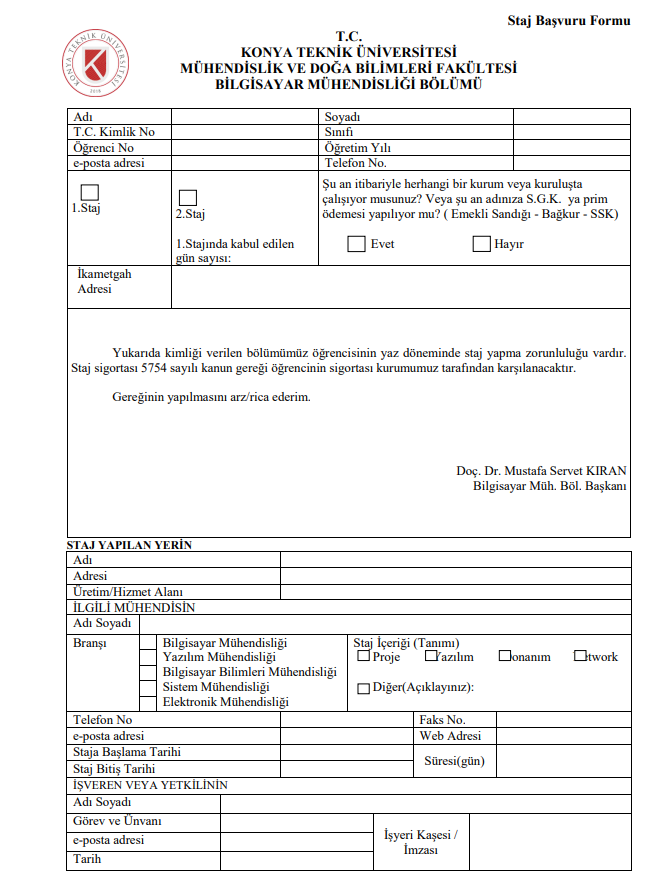 Staj Başvuru Formu
KONYA TEKNİK ÜNİVERSİTESİ
2018
T.C.
KONYA TEKNİK ÜNİVERSİTESİ
MÜHENDİSLİK VE DOĞA BİLİMLERİ FAKÜLTESİ
BİLGİSAYAR MÜHENDİSLİĞİ BÖLÜMÜ
Adı Soyadı
T.C. Kimlik No Sınıfı
Öğrenci No Öğretim Yılı
e-posta adresi Telefon No.
1.Staj
2.Staj
1.Stajında kabul edilen
gün sayısı:
Şu an itibariyle herhangi bir kurum veya kuruluşta
çalışıyor musunuz? Veya şu an adınıza S.G.K. ya prim
ödemesi yapılıyor mu? ( Emekli Sandığı - Bağkur - SSK)
Evet Hayır
İkametgah
Adresi
Yukarıda kimliği verilen bölümümüz öğrencisinin yaz döneminde staj yapma zorunluluğu vardır.
Staj sigortası 5754 sayılı kanun gereği öğrencinin sigortası kurumumuz tarafından karşılanacaktır.
Gereğinin yapılmasını arz/rica ederim.
Doç. Dr. Mustafa Servet KIRAN
Bilgisayar Müh. Böl. Başkanı
STAJ YAPILAN YERİN
Adı
Adresi
Üretim/Hizmet Alanı
İLGİLİ MÜHENDİSİN
Adı Soyadı
Branşı
Bilgisayar Mühendisliği
Yazılım Mühendisliği
Bilgisayar Bilimleri Mühendisliği
Sistem Mühendisliği
Elektronik Mühendisliği
Staj İçeriği (Tanımı)
Proje Yazılım onanım etwork
Diğer(Açıklayınız):
Telefon No Faks No.
e-posta adresi Web Adresi
Staja Başlama Tarihi
Staj Bitiş Tarihi
Süresi(gün)
İŞVEREN VEYA YETKİLİNİN
Adı Soyadı
Görev ve Ünvanı
e-posta adresi
Tarih
İşyeri Kaşesi /
İmzası